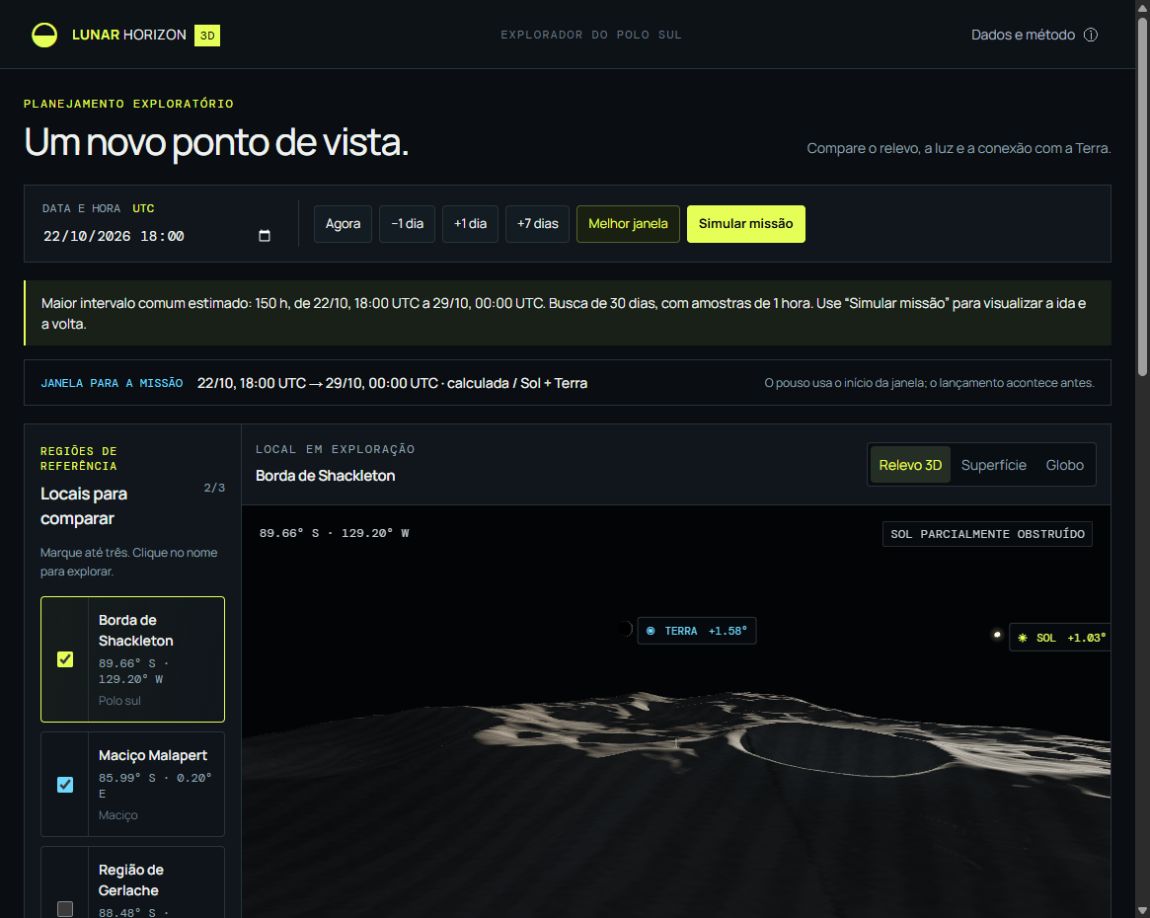 LUNAR HORIZON 3D
EXPLORADOR DO POLO SUL
Dados e método
PLANEJAMENTO EXPLORATÓRIO
Um novo ponto de vista.
Compare o relevo, a luz e a conexão com a Terra.
DATA E HORA UTC
22/10/2026 18:00
Agora
−1 dia
+1 dia
+7 dias
Melhor janela
Simular missão
Maior intervalo comum estimado: 150 h, de 22/10, 18:00 UTC a 29/10, 00:00 UTC. Busca de 30 dias, com amostras de 1 hora. Use “Simular missão” para visualizar a ida e
a volta.
JANELA PARA A MISSÃO 22/10, 18:00 UTC → 29/10, 00:00 UTC · calculada / Sol + Terra
O pouso usa o início da janela; o lançamento acontece antes.
REGIÕES DE
REFERÊNCIA
Locais para
comparar
2/3
Marque até três. Clique no nome
para explorar.
Borda de
Shackleton
89.66° S ·
129.20° W
Polo sul
Maciço Malapert
85.99° S · 0.20°
E
Maciço
Região de
Gerlache
88.48° S ·
LOCAL EM EXPLORAÇÃO
Borda de Shackleton
Relevo 3D
Superfície
Globo
89.66° S · 129.20° W
SOL PARCIALMENTE OBSTRUÍDO
TERRA +1.58°
SOL +1.03°